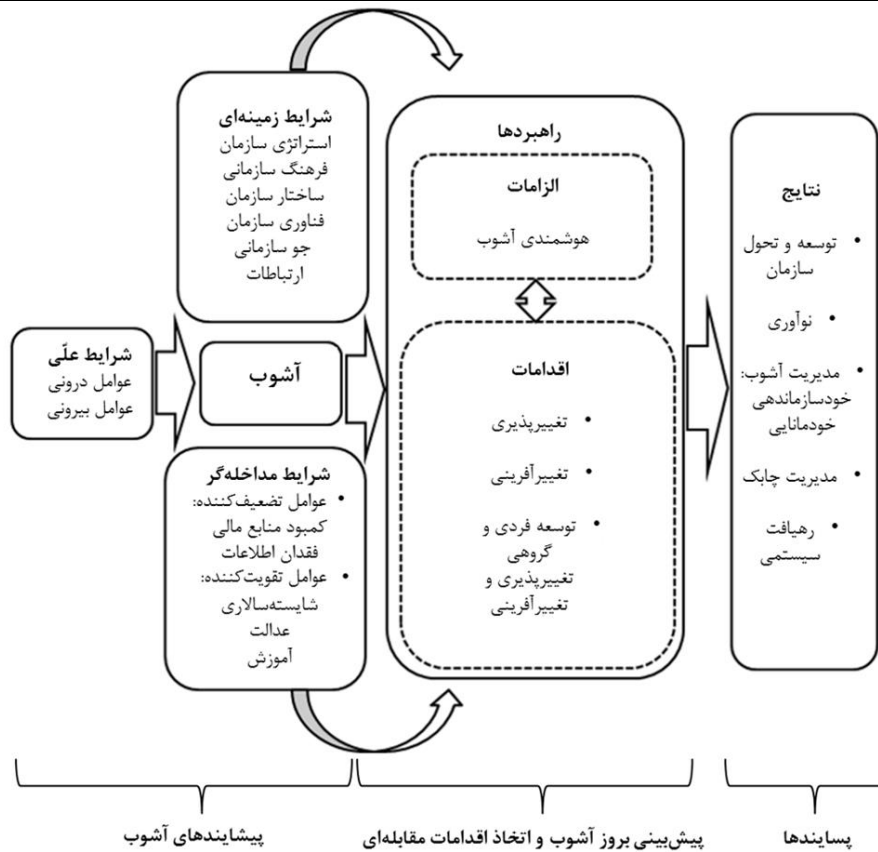 شرایط زمینه‌ای
استراتژی سازمان
فرهنگ سازمانی
ساختار سازمان
فناوری سازمان
جو سازمانی
ارتباطات
شرایط علّی
عوامل درونی
عوامل بیرونی
آشوب
شرایط مداخله‌گر
• عوامل تضعیف‌کننده:
کمبود منابع مالی
فقدان اطلاعات
• عوامل تقویت‌کننده:
شایسته‌سالاری
عدالت
آموزش
راهبردها
الزامات
هوشمندی آشوب
اقدامات
• تغییرپذیری
• تغییرآفرینی
• توسعه فردی و
گروهی
تغییرپذیری و
تغییرآفرینی
نتایج
• توسعه و تحول
سازمان
• نوآوری
• مدیریت آشوب:
خودسازماندهی
خودمانایی
• مدیریت چابک
• رهیافت
سیستمی
پیشایندهای آشوب
پیش‌بینی بروز آشوب و اتخاذ اقدامات مقابله‌ای
پسایندها